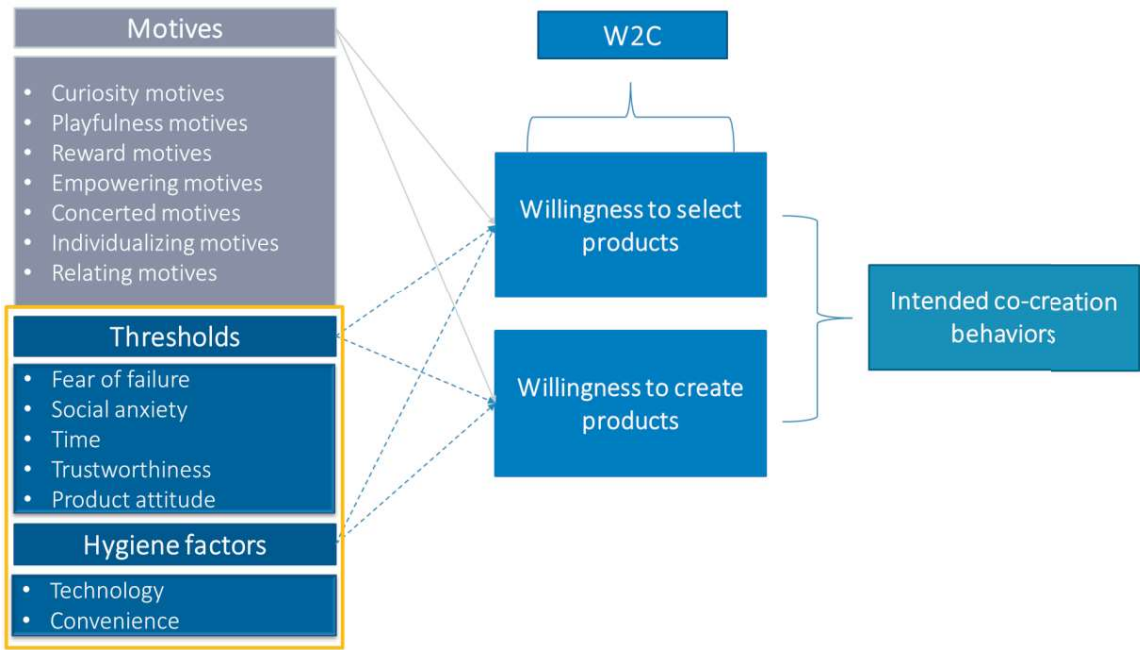 Motives
• Curiosity motives
• Playfulness motives
• Reward motives
• Empowering motives
• Concerted motives
• Individualizing motives
• Relating motives
Thresholds
• Fear of failure
• Social anxiety
• Time
• Trustworthiness
• Product attitude
Hygiene factors
• Technology
• Convenience
W2C
Willingness to select
products
Willingness to create
products
Intended co-creation
behaviors